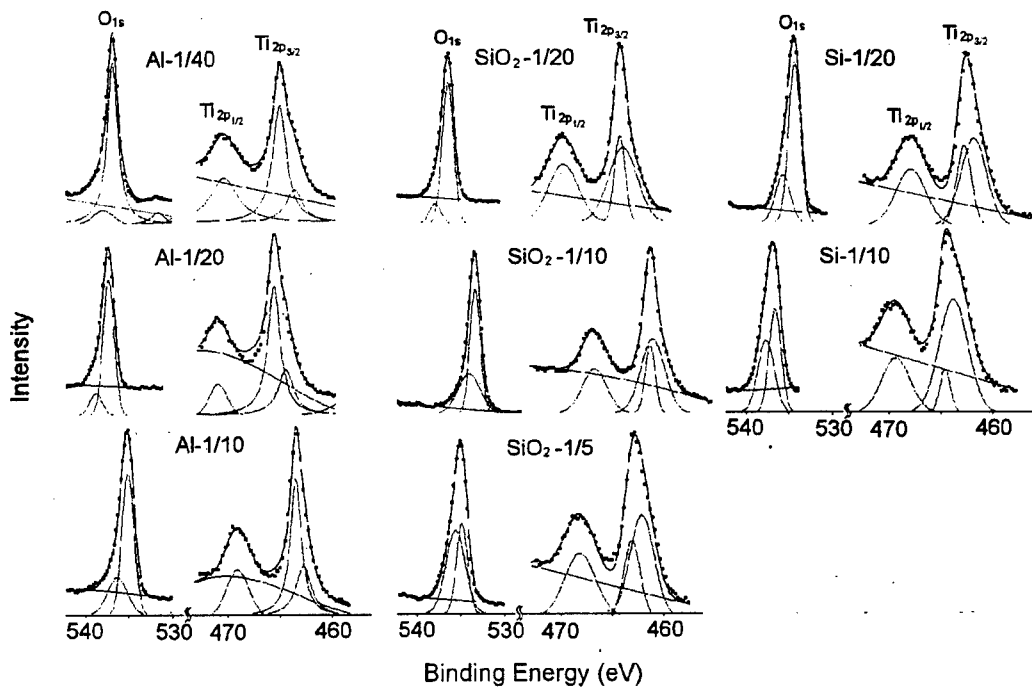 O1s
Al-1/40
Ti2p3/2
Ti2p1/2
O1s
SiO2-1/20
Ti2p3/2
Ti2p1/2
O1s
Si-1/20
Ti2p3/2
Ti2p1/2
Al-1/20
SiO2-1/10
Si-1/10
Al-1/10
SiO2-1/5
Intensity
540 530 470 460
540 530 470 460
540 530 470 460
Binding Energy (eV)